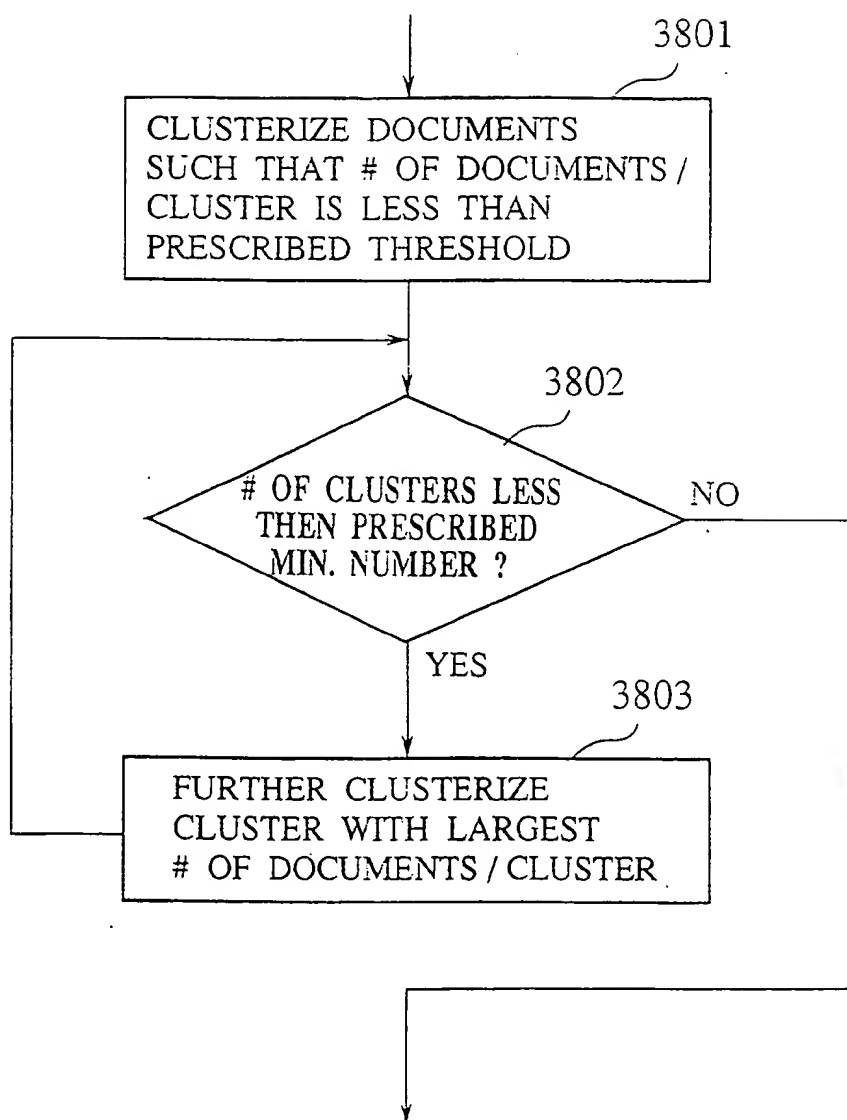 3801
CLUSTERIZE DOCUMENTS
SUCH THAT # OF DOCUMENTS /
CLUSTER IS LESS THAN
PRESCRIBED THRESHOLD
3802
# OF CLUSTERS LESS
THEN PRESCRIBED
MIN. NUMBER ?
NO
YES
3803
FURTHER CLUSTERIZE
CLUSTER WITH LARGEST
# OF DOCUMENTS / CLUSTER